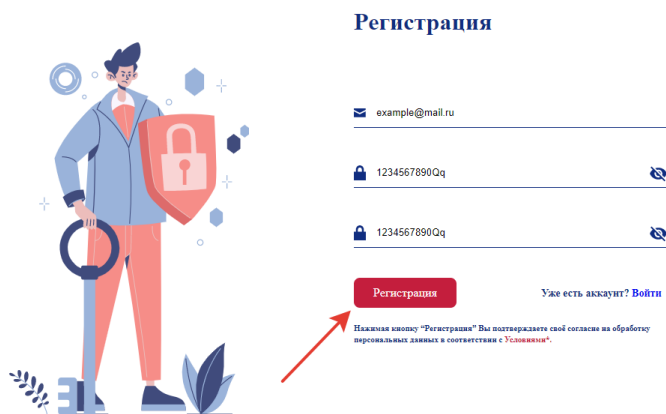 Регистрация
example@mail.ru
1234567890Qq
1234567890Qq
Регистрация
Уже есть аккаунт? Войти
Нажимая кнопку “Регистрация” Вы подтверждаете своё согласие на обработку
персональных данных в соответствии с Условиями*.